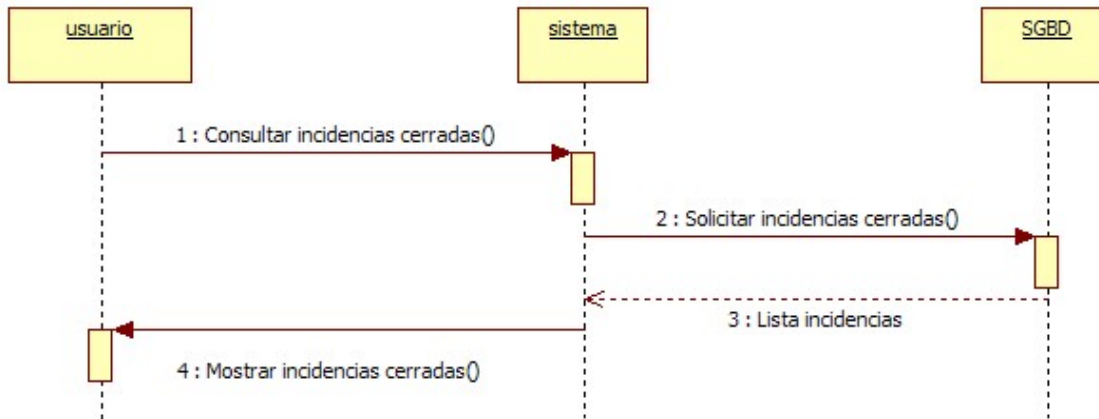 usuario
sistema
SGBD
1 : Consultar incidencias cerradas()
2 : Solicitar incidencias cerradas()
3 : Lista incidencias
4 : Mostrar incidencias cerradas()